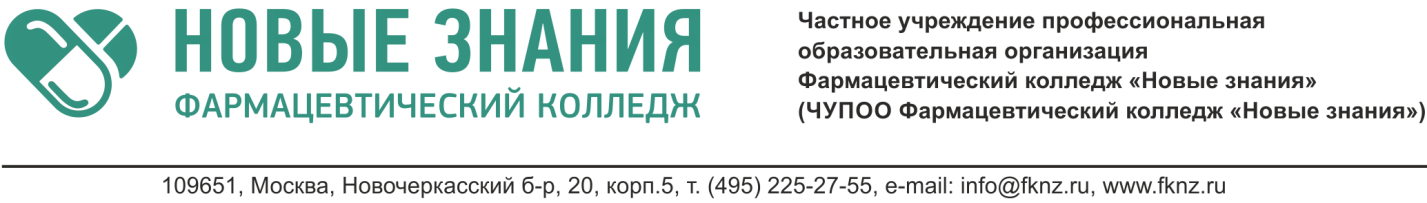 НОВЫЕ ЗНАНИЯ
ФАРМАЦЕВТИЧЕСКИЙ КОЛЛЕДЖ
Частное учреждение профессиональная
образовательная организация
Фармацевтический колледж «Новые знания»
(ЧУПОО Фармацевтический колледж «Новые знания»)
109651, Москва, Новочеркасский б-р, 20, корп.5, т. (495) 225-27-55, e-mail: info@fknz.ru, www.fknz.ru